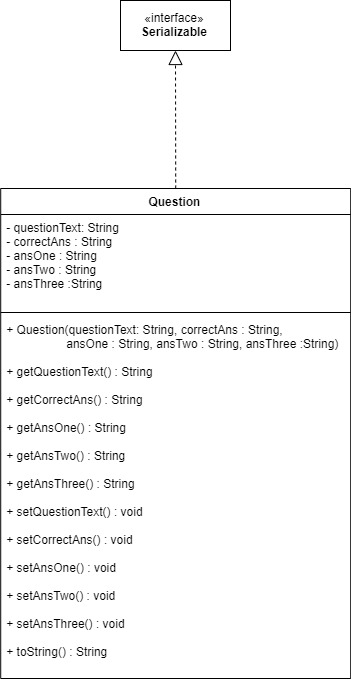 «interface»
Serializable
Question
- questionText: String
- correctAns : String
- ansOne : String
- ansTwo : String
- ansThree :String
+ Question(questionText: String, correctAns : String,
ansOne : String, ansTwo : String, ansThree :String)
+ getQuestionText() : String
+ getCorrectAns() : String
+ getAnsOne() : String
+ getAnsTwo() : String
+ getAnsThree() : String
+ setQuestionText() : void
+ setCorrectAns() : void
+ setAnsOne() : void
+ setAnsTwo() : void
+ setAnsThree() : void
+ toString() : String